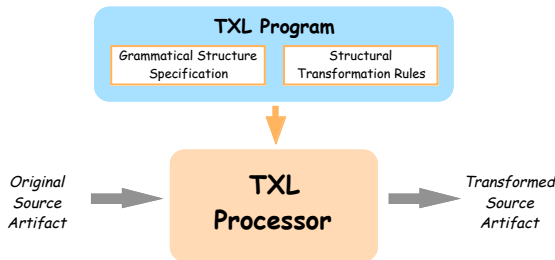 TXL Program
Grammatical Structure
Specification
Structural
Transformation Rules
TXL
Processor
Original
Source
Artifact
Transformed
Source
Artifact